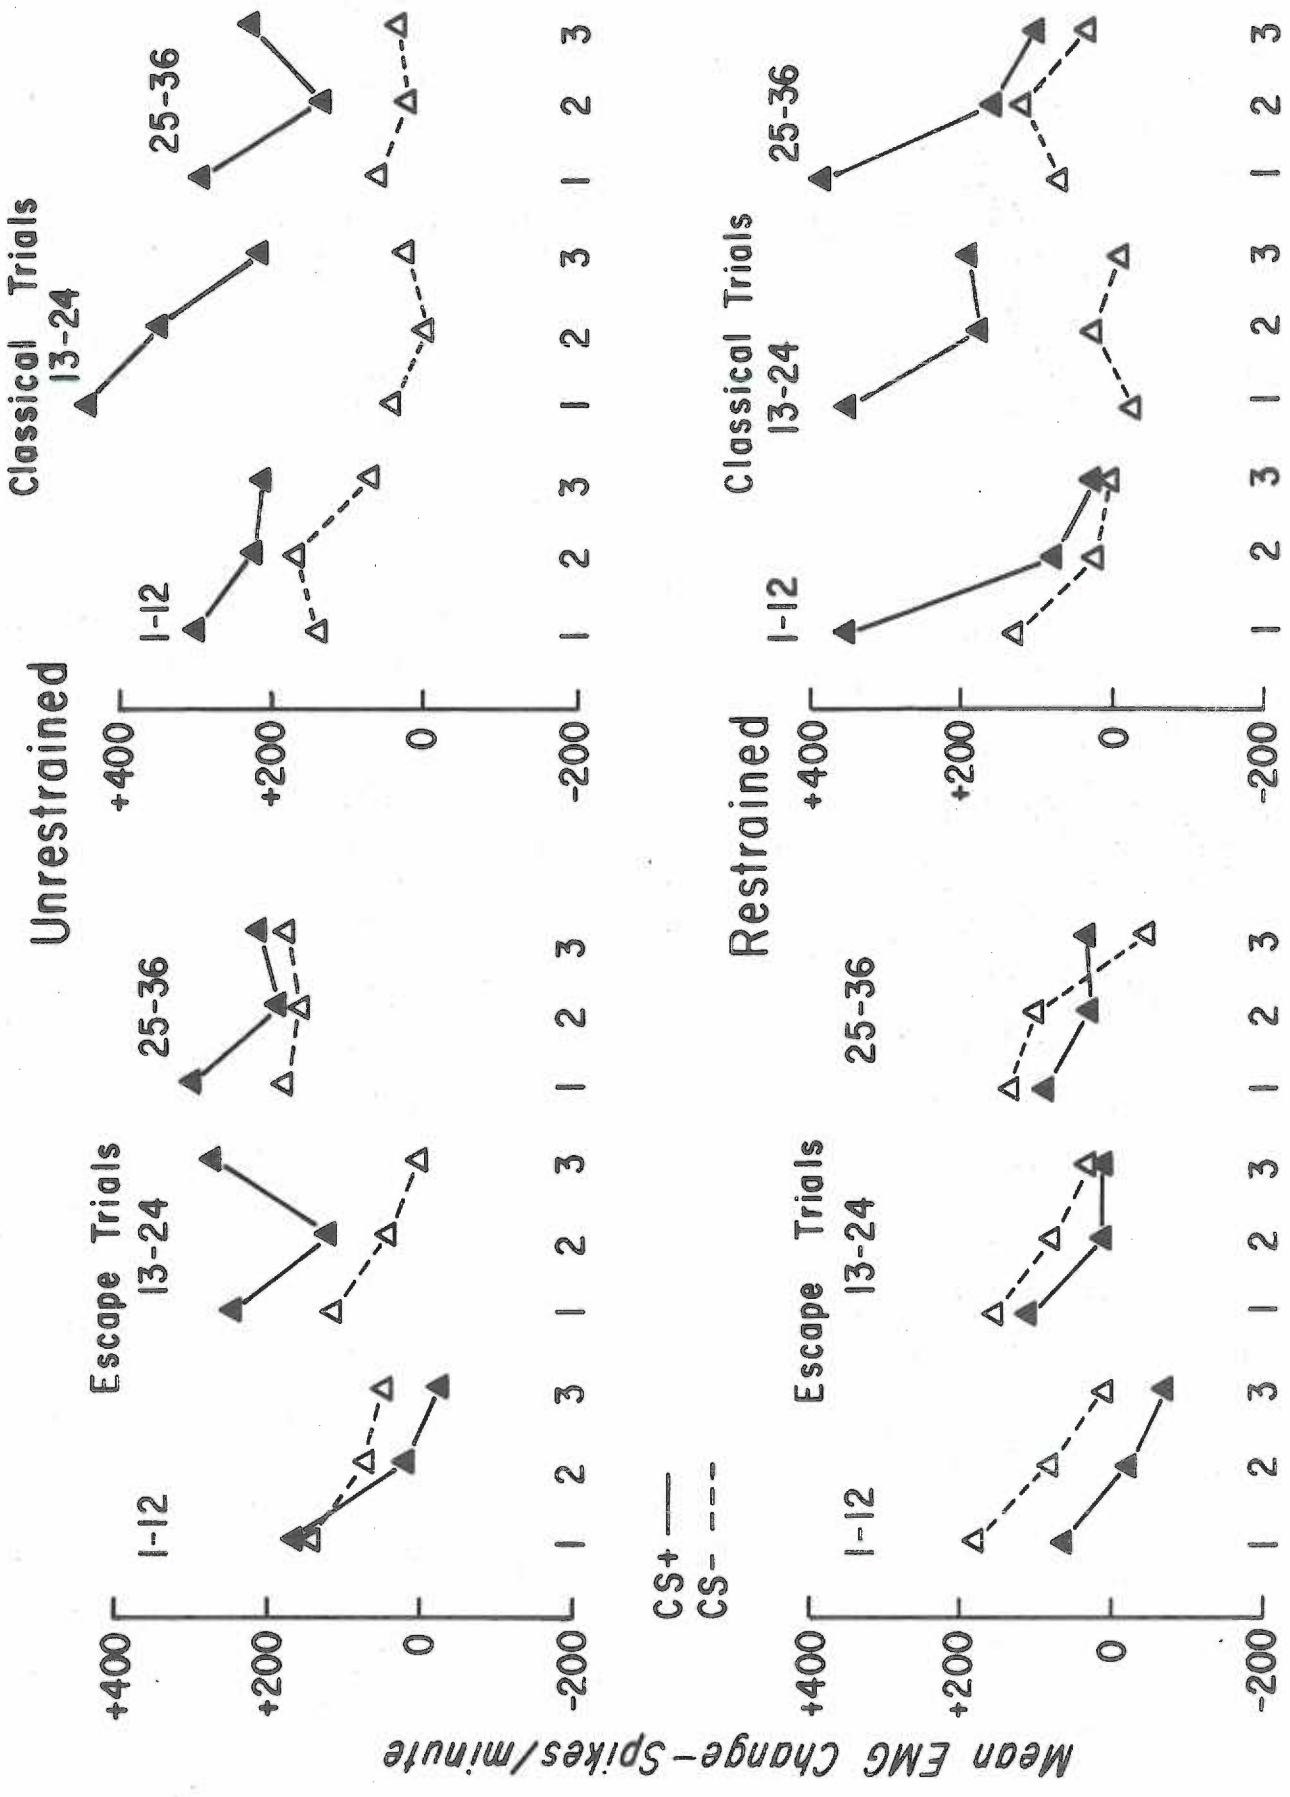 Unrestrained
Escape Trials
1-12
13-24
25-36
+400
+200
0
-200
1 2 3
1 2 3
1 2 3
Classical Trials
1-12
13-24
25-36
+400
+200
0
-200
1 2 3
1 2 3
1 2 3
CS+
CS-
Mean EMG Change-Spikes/minute
Restrained
Escape Trials
1-12
13-24
25-36
+400
+200
0
-200
1 2 3
1 2 3
1 2 3
Classical Trials
1-12
13-24
25-36
+400
+200
0
-200
1 2 3
1 2 3
1 2 3